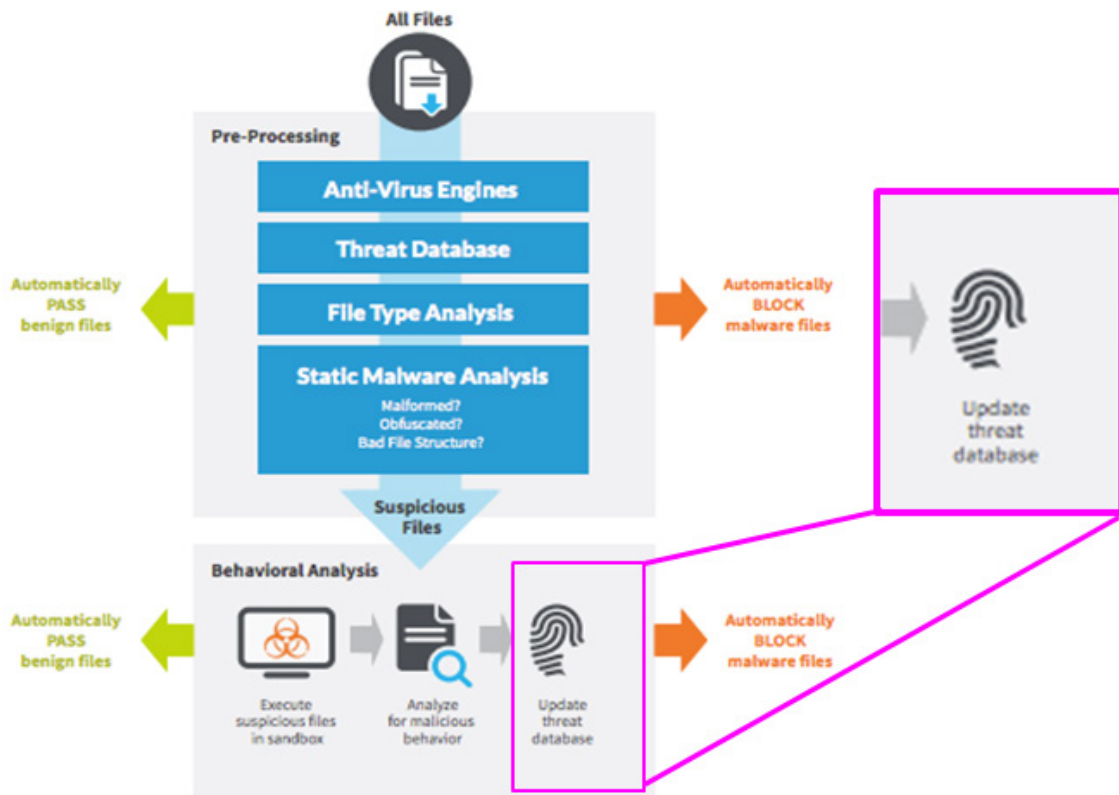 All Files
Pre-Processing
Anti-Virus Engines
Threat Database
File Type Analysis
Static Malware Analysis
Malformed?
Obfuscated?
Bad File Structure?
Automatically
PASS
benign files
Automatically
BLOCK
malware files
Update
threat
database
Suspicious
Files
Behavioral Analysis
Automatically
PASS
benign files
Execute
suspicious files
in sandbox
Analyze
for malicious
behavior
Update
threat
database
Automatically
BLOCK
malware files